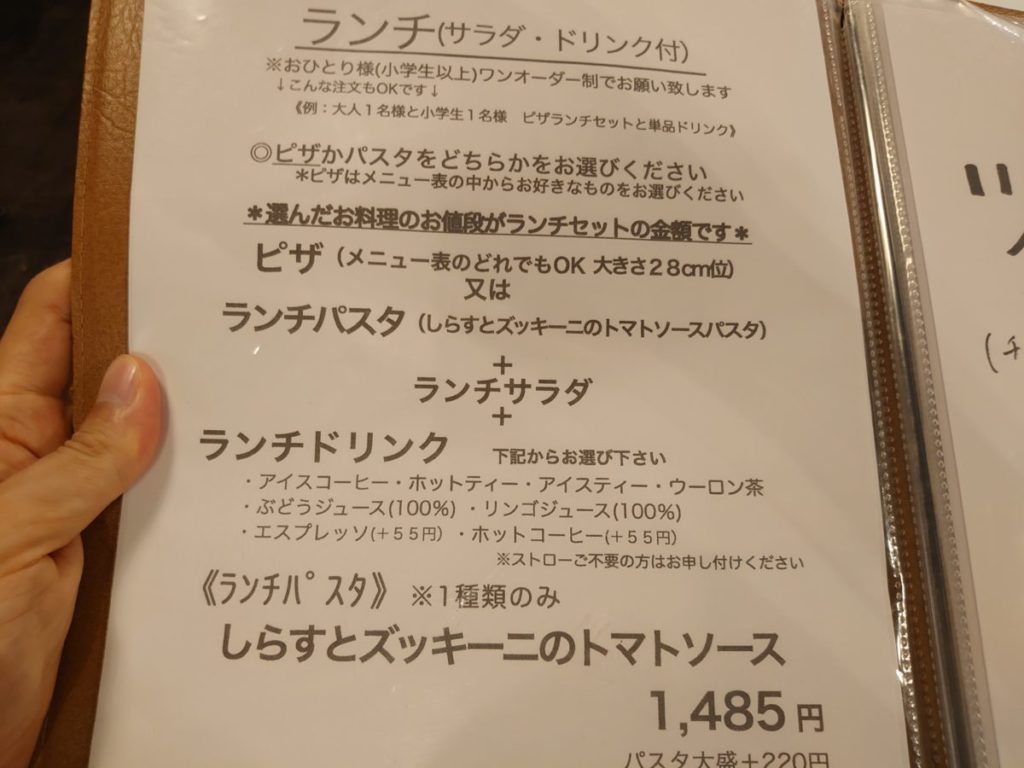 ランチ(サラダ・ドリンク付)
※おひとり様(小学生以上)ワンオーダー制でお願い致します
↓こんな注文もOKです↓
《例：大人１名様と小学生１名様　ピザランチセットと単品ドリンク》
◎ピザかパスタをどちらかをお選びください
＊ピザはメニュー表の中からお好きなものをお選びください
＊選んだお料理のお値段がランチセットの金額です＊
ピザ（メニュー表のどれでもOK 大きさ２８cm位）
又は
ランチパスタ（しらすとズッキーニのトマトソースパスタ）
＋
ランチサラダ
＋
ランチドリンク　下記からお選び下さい
・アイスコーヒー・ホットティー・アイスティー・ウーロン茶
・ぶどうジュース(100%)・リンゴジュース(100%)
・エスプレッソ(＋５５円）・ホットコーヒー(＋５５円）
※ストローご不要の方はお申し付けください
《ﾗﾝﾁﾊﾟｽﾀ》 ※1種類のみ
しらすとズッキーニのトマトソース
1,485 円
パスタ大盛＋220円